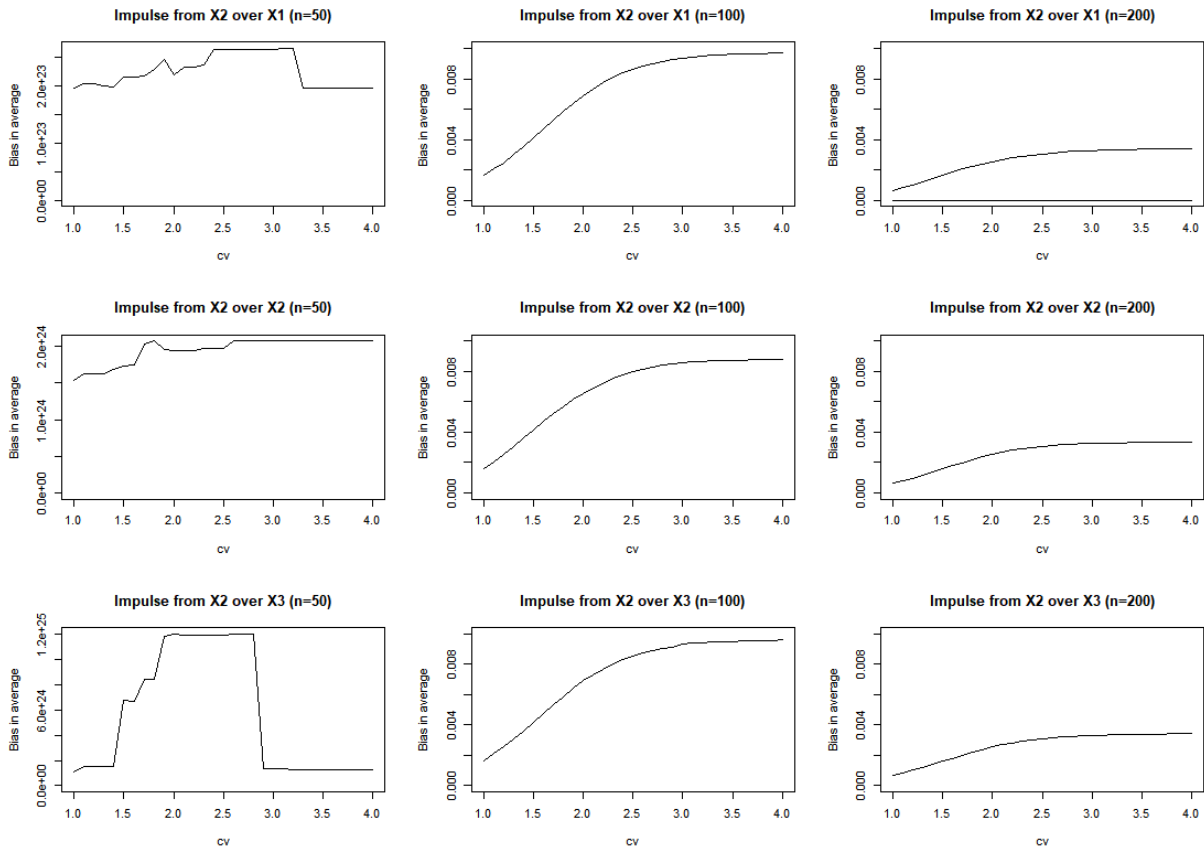 Impulse from X2 over X1 (n=50)
Bias in average
0.0e+00 1.0e+23 2.0e+23
1.0 1.5 2.0 2.5 3.0 3.5 4.0
cv
Impulse from X2 over X1 (n=100)
Bias in average
0.000 0.004 0.008
1.0 1.5 2.0 2.5 3.0 3.5 4.0
cv
Impulse from X2 over X1 (n=200)
Bias in average
0.000 0.004 0.008
1.0 1.5 2.0 2.5 3.0 3.5 4.0
cv
Impulse from X2 over X2 (n=50)
Bias in average
0.0e+00 1.0e+24 2.0e+24
1.0 1.5 2.0 2.5 3.0 3.5 4.0
cv
Impulse from X2 over X2 (n=100)
Bias in average
0.000 0.004 0.008
1.0 1.5 2.0 2.5 3.0 3.5 4.0
cv
Impulse from X2 over X2 (n=200)
Bias in average
0.000 0.004 0.008
1.0 1.5 2.0 2.5 3.0 3.5 4.0
cv
Impulse from X2 over X3 (n=50)
Bias in average
0.0e+00 6.0e+24 1.2e+25
1.0 1.5 2.0 2.5 3.0 3.5 4.0
cv
Impulse from X2 over X3 (n=100)
Bias in average
0.000 0.004 0.008
1.0 1.5 2.0 2.5 3.0 3.5 4.0
cv
Impulse from X2 over X3 (n=200)
Bias in average
0.000 0.004 0.008
1.0 1.5 2.0 2.5 3.0 3.5 4.0
cv